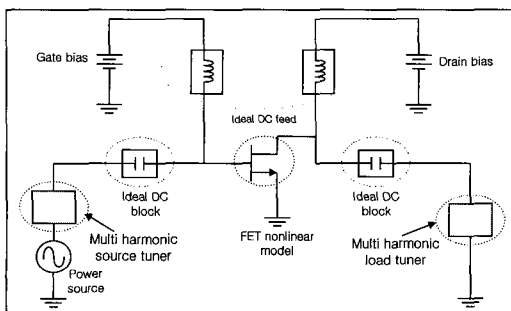 Gate bias
Drain bias
Ideal DC feed
Ideal DC
block
Ideal DC
block
Multi harmonic
source tuner
FET nonlinear
model
Multi harmonic
load tuner
Power
source